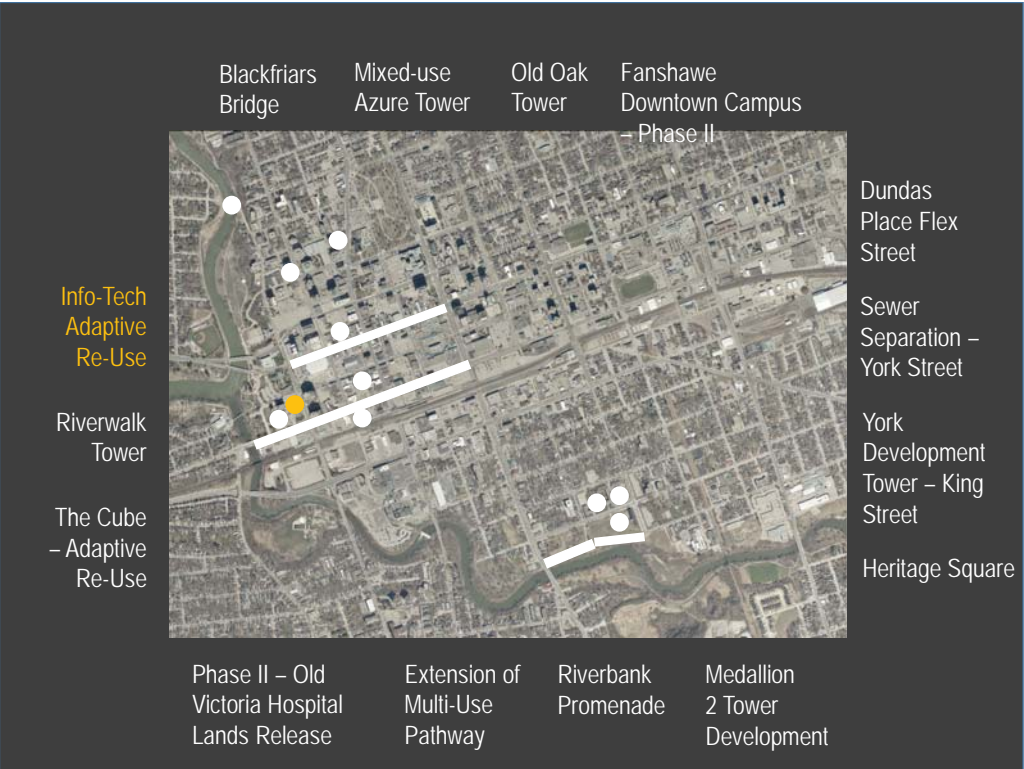 Blackfriars
Bridge
Mixed-use
Azure Tower
Old Oak
Tower
Fanshawe
Downtown Campus
– Phase II
Dundas
Place Flex
Street
Sewer
Separation –
York Street
York
Development
Tower – King
Street
Heritage Square
Info-Tech
Adaptive
Re-Use
Riverwalk
Tower
The Cube
– Adaptive
Re-Use
Phase II – Old
Victoria Hospital
Lands Release
Extension of
Multi-Use
Pathway
Riverbank
Promenade
Medallion
2 Tower
Development